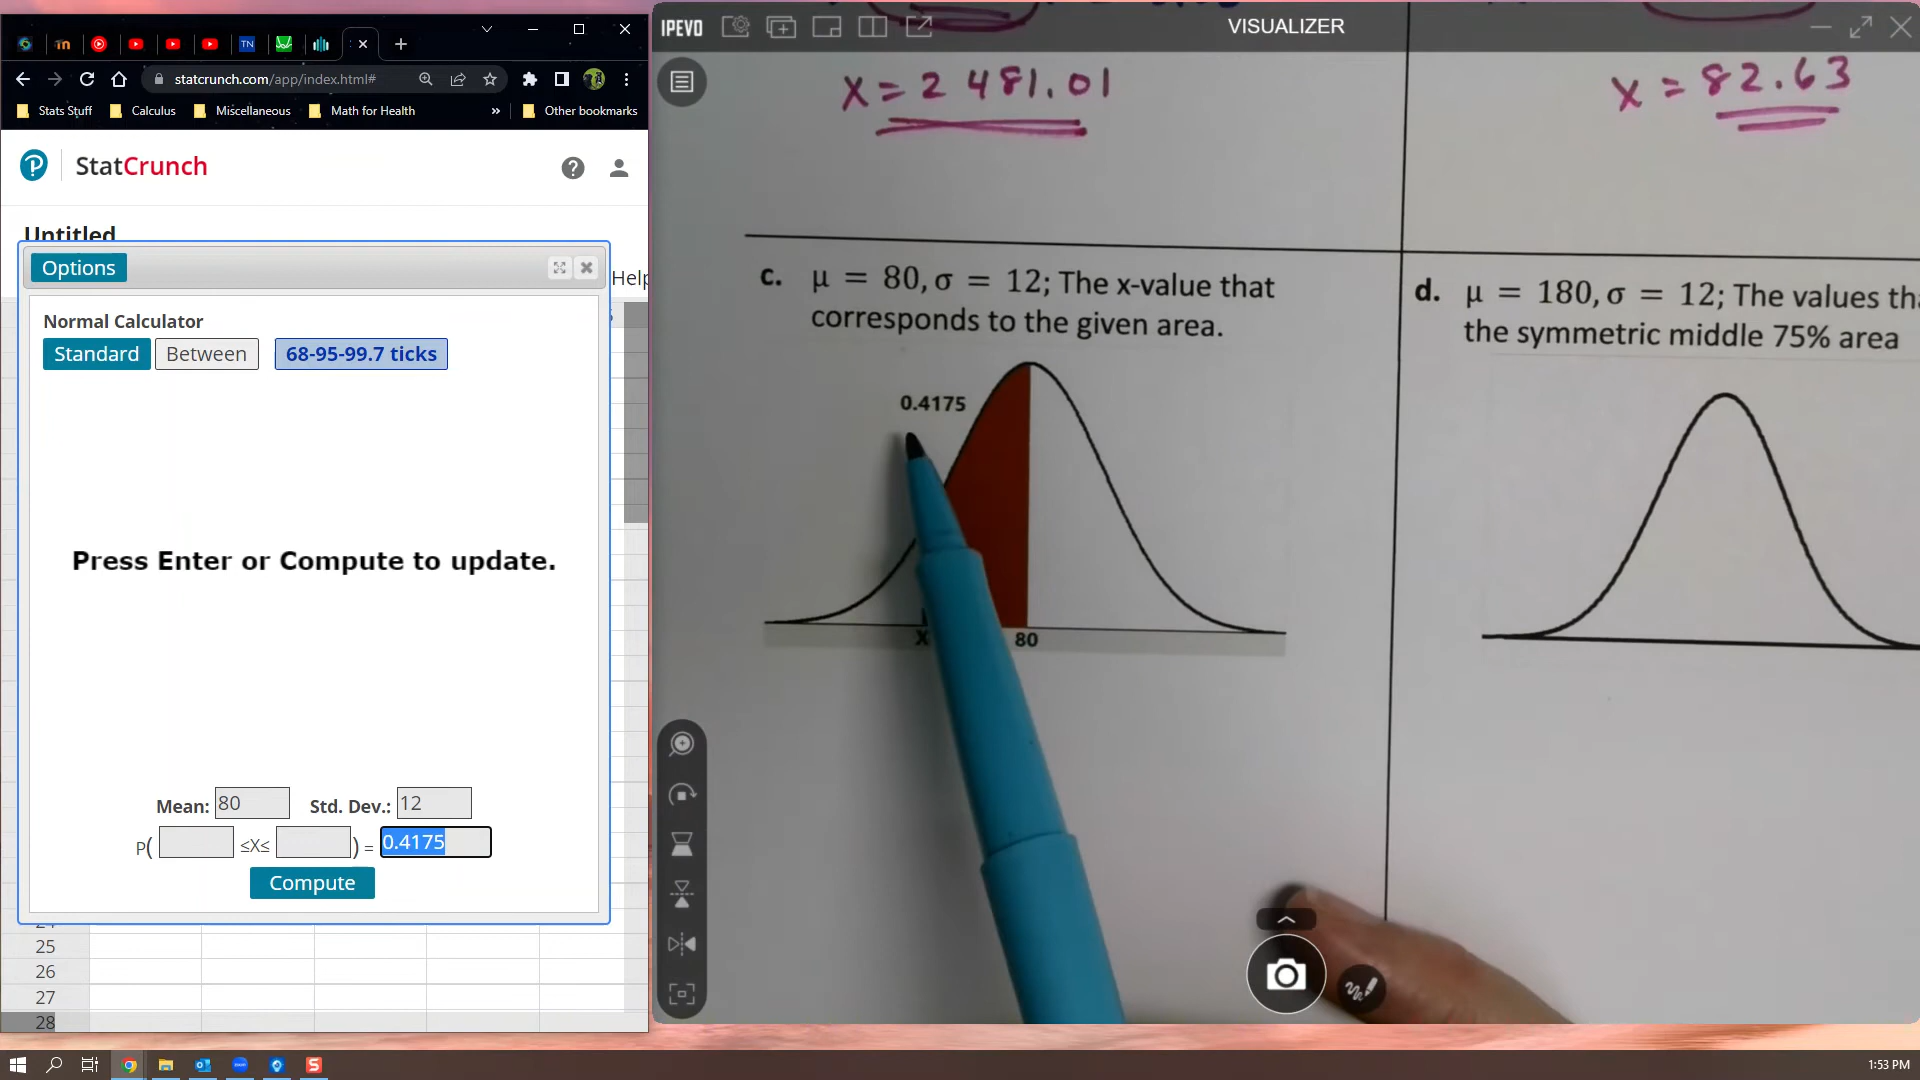 TN
statcrunch.com/app/index.html#
Stats Stuff
Calculus
Miscellaneous
Math for Health
»
Other bookmarks
StatCrunch
Untitled
Help
Options
Normal Calculator
Standard
Between
68-95-99.7 ticks
Press Enter or Compute to update.
Mean: 80 Std. Dev.: 12
P( ≤X≤ ) = 0.4175
Compute
25
26
27
28
IPEVO
VISUALIZER
x = 2 481.01
x = 82.63
c. μ = 80, σ = 12; The x-value that
corresponds to the given area.
0.4175
X
80
d. μ = 180, σ = 12; The values tha
the symmetric middle 75% area
1:53 PM